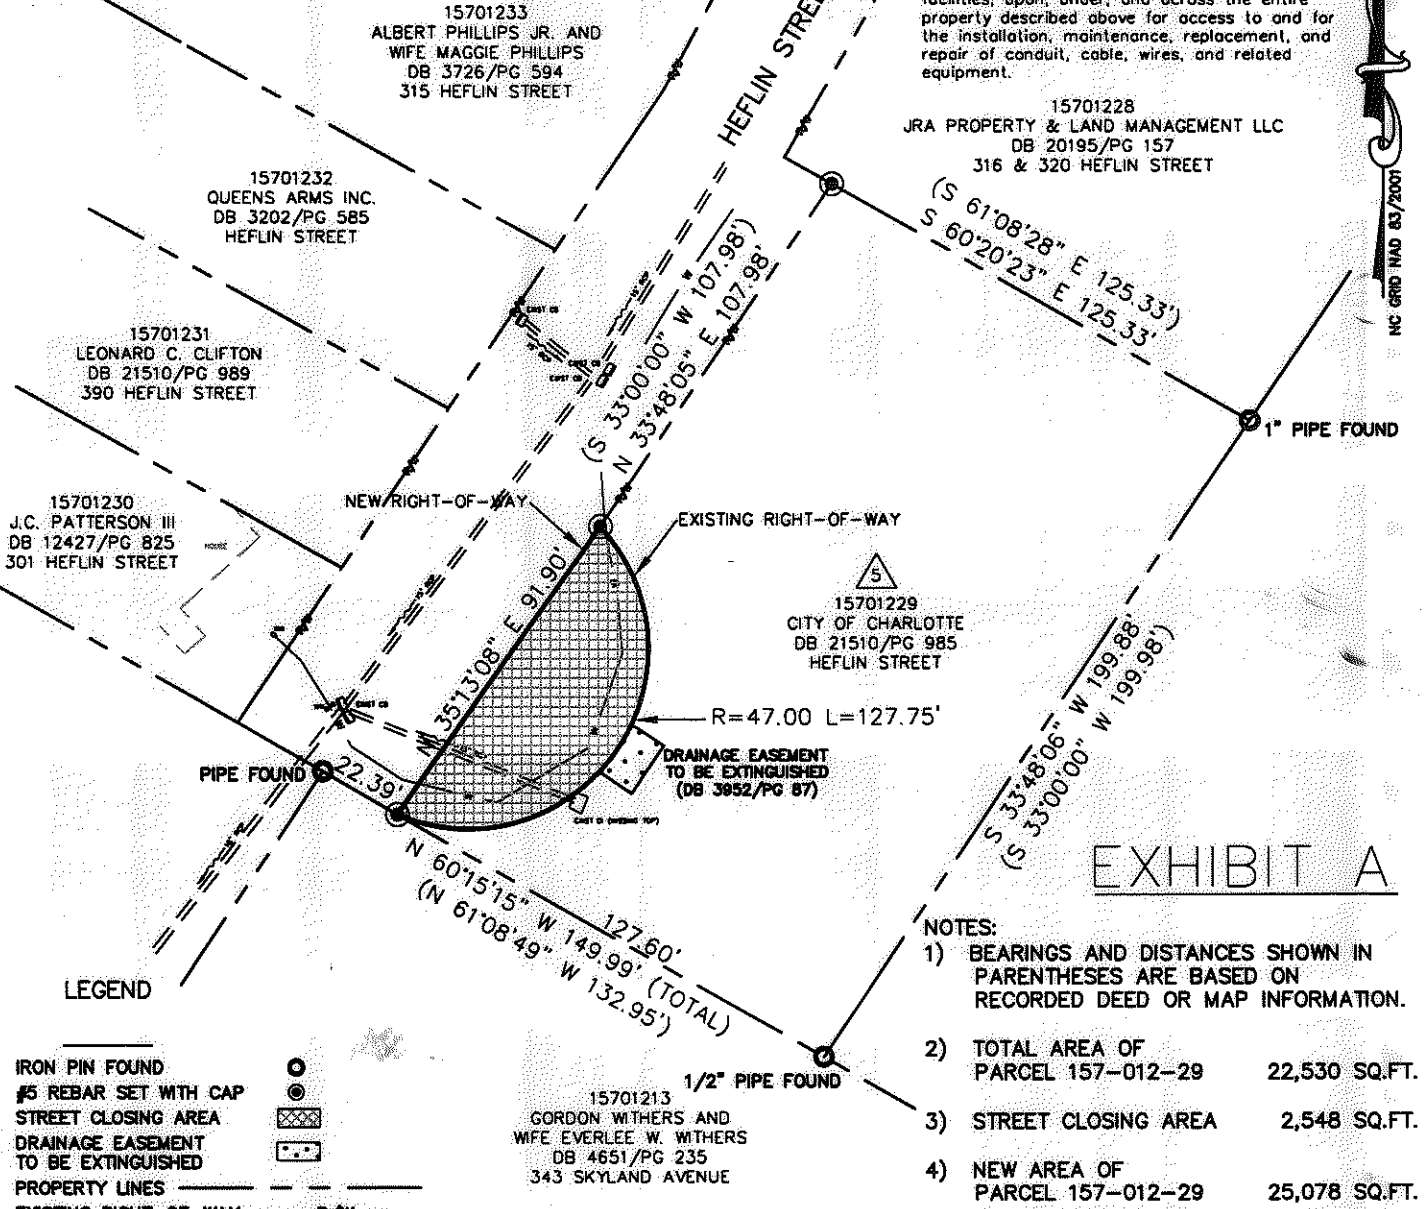 15701233
ALBERT PHILLIPS JR. AND
WIFE MAGGIE PHILLIPS
DB 3726/PG 594
315 HEFLIN STREET
HEFLIN STREET
facilities, upon, under, and across the entire
property described above for access to and for
the installation, maintenance, replacement, and
repair of conduit, cable, wires, and related
equipment.
15701228
JRA PROPERTY & LAND MANAGEMENT LLC
DB 20195/PG 157
316 & 320 HEFLIN STREET
NC GRID NAD 83/2001
15701232
QUEENS ARMS INC.
DB 3202/PG 585
HEFLIN STREET
(S 61°08'28" E 125.33')
S 60°20'23" E 125.33'
1" PIPE FOUND
15701231
LEONARD C. CLIFTON
DB 21510/PG 989
390 HEFLIN STREET
EXIST CB
EXIST CB
EXIST CB
(S 33°00'00" W 107.98')
N 33°48'05" E 107.98'
15701230
J.C. PATTERSON III
DB 12427/PG 825
301 HEFLIN STREET
HOUSE
NEW RIGHT-OF-WAY
EXISTING RIGHT-OF-WAY
5
15701229
CITY OF CHARLOTTE
DB 21510/PG 985
HEFLIN STREET
N 35°13'08" E 91.90'
R=47.00 L=127.75'
DRAINAGE EASEMENT
TO BE EXTINGUISHED
(DB 3952/PG 87)
EXIST CB
PIPE FOUND
22.39'
S 33°48'06" W 199.88'
(S 33°00'00" W 199.98')
EXHIBIT A
127.60'
N 60°15'15" W 149.99' (TOTAL)
(N 61°08'49" W 132.95')
1/2" PIPE FOUND
15701213
GORDON WITHERS AND
WIFE EVERLEE W. WITHERS
DB 4651/PG 235
343 SKYLAND AVENUE
LEGEND
IRON PIN FOUND
#5 REBAR SET WITH CAP
STREET CLOSING AREA
DRAINAGE EASEMENT
TO BE EXTINGUISHED
PROPERTY LINES
NOTES:
1) BEARINGS AND DISTANCES SHOWN IN
PARENTHESES ARE BASED ON
RECORDED DEED OR MAP INFORMATION.
2) TOTAL AREA OF
PARCEL 157-012-29 22,530 SQ.FT.
3) STREET CLOSING AREA 2,548 SQ.FT.
4) NEW AREA OF
PARCEL 157-012-29 25,078 SQ.FT.